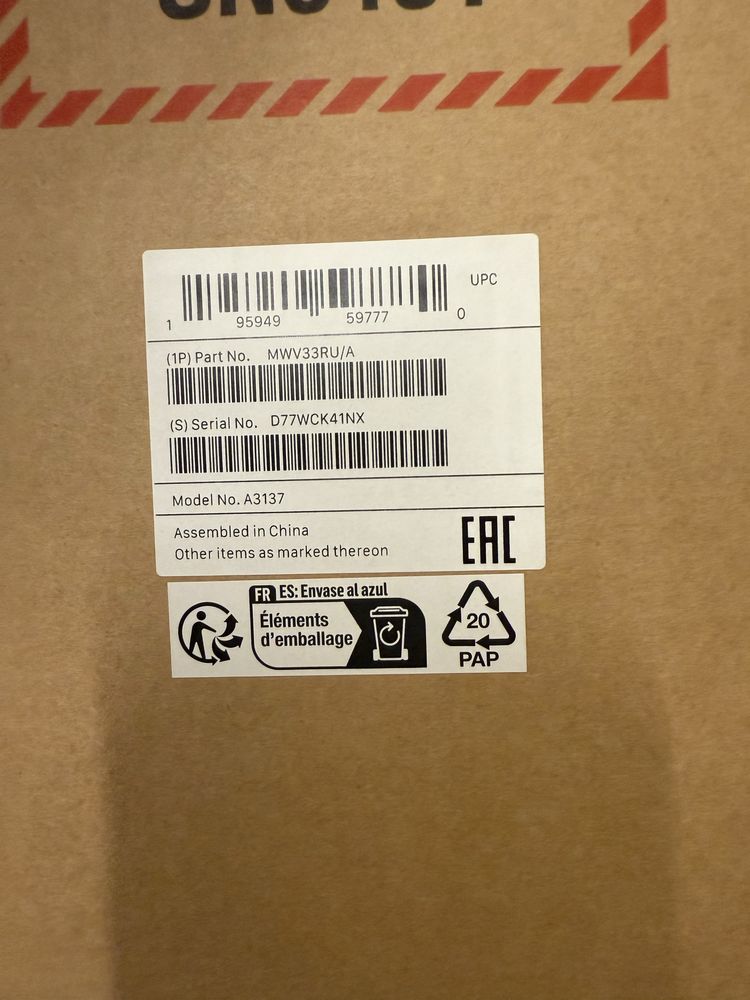 UPC
1 95949 59777 0
(1P) Part No. MWV33RU/A
(S) Serial No. D77WCK41NX
Model No. A3137
Assembled in China
Other items as marked thereon
EAC
FR ES: Envase al azul
Éléments
d'emballage
20
PAP